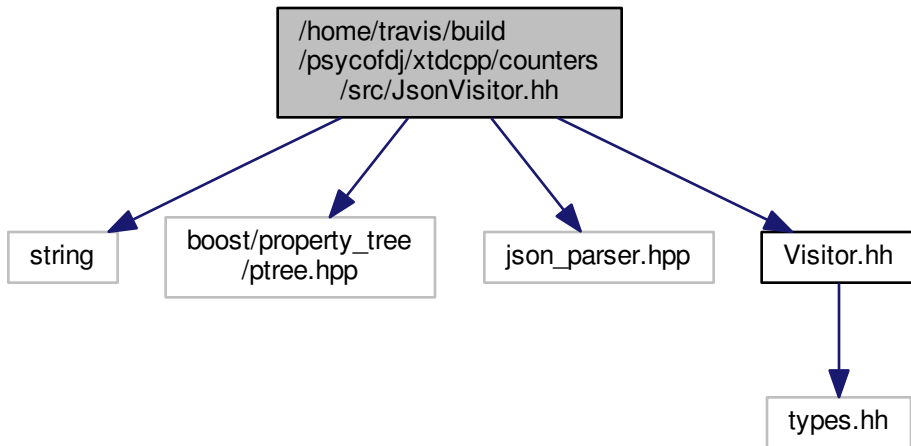 /home/travis/build
/psycofdj/xtdcpp/counters
/src/JsonVisitor.hh
string
boost/property_tree
/ptree.hpp
json_parser.hpp
Visitor.hh
types.hh